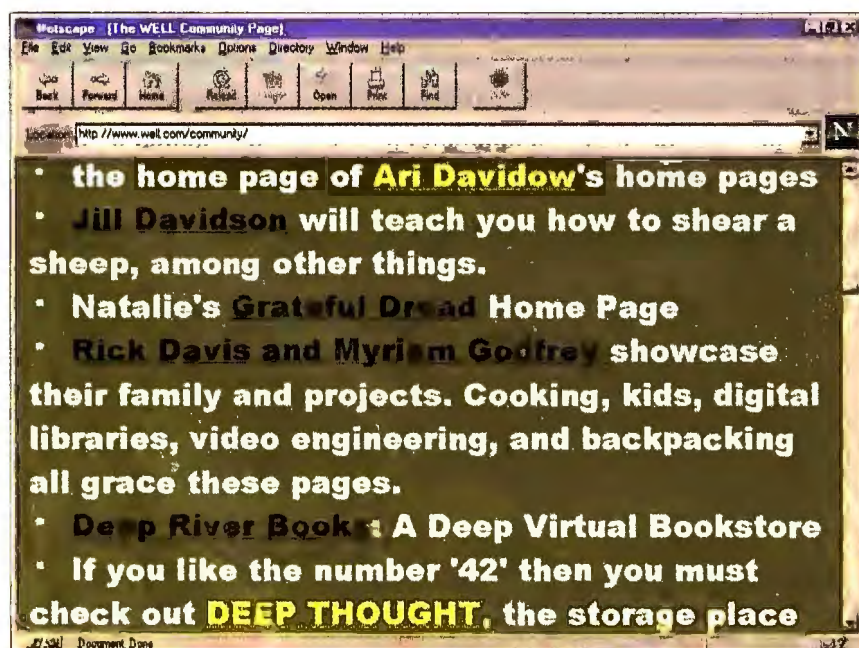 Netscape [The WELL Community Page]
File Edit View Go Bookmarks Options Directory Window Help
Back Forward Home Reload Open Print Find
http //www.well.com/community/
N
• the home page of Ari Davidow's home pages
• Jill Davidson will teach you how to shear a
sheep, among other things.
• Natalie's Grateful Dread Home Page
• Rick Davis and Myriam Godfrey showcase
their family and projects. Cooking, kids, digital
libraries, video engineering, and backpacking
all grace these pages.
• Deep River Books: A Deep Virtual Bookstore
• If you like the number '42' then you must
check out DEEP THOUGHT, the storage place
Document Done